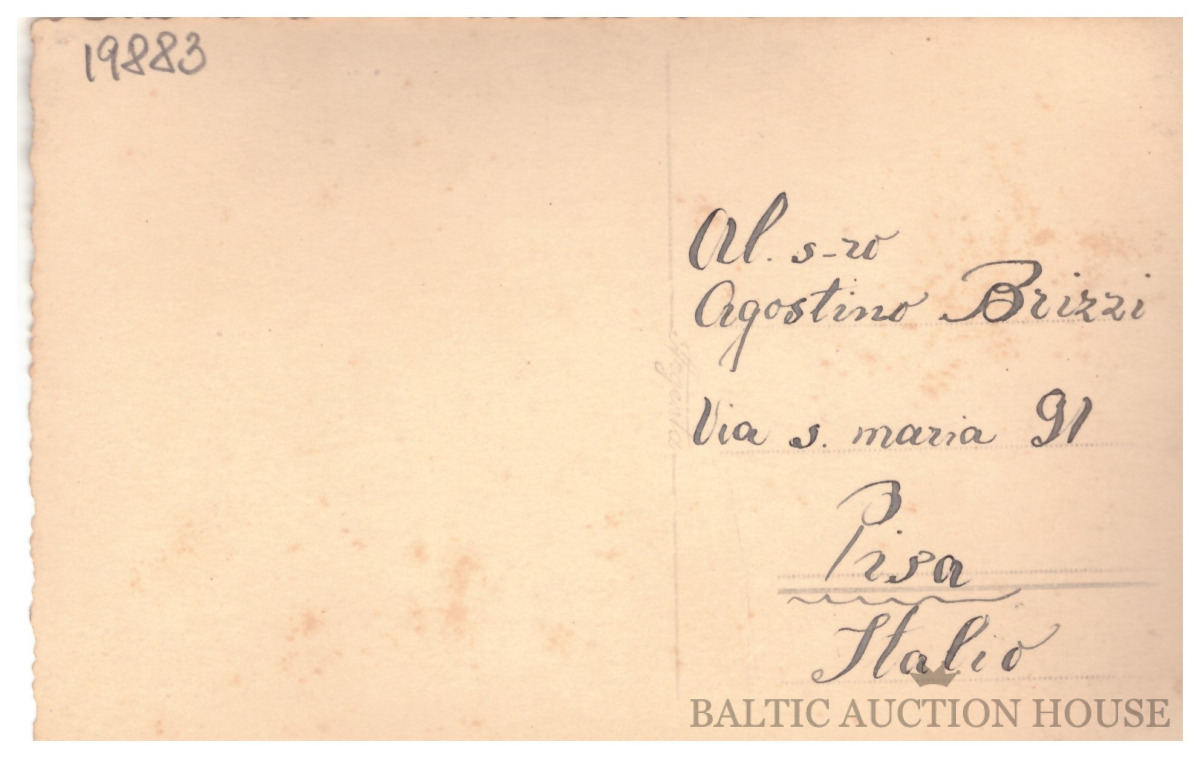 19883
Al. s-ro
Agostino Brizzi
Via s. maria 91
Pisa
Italio
BALTIC AUCTION HOUSE